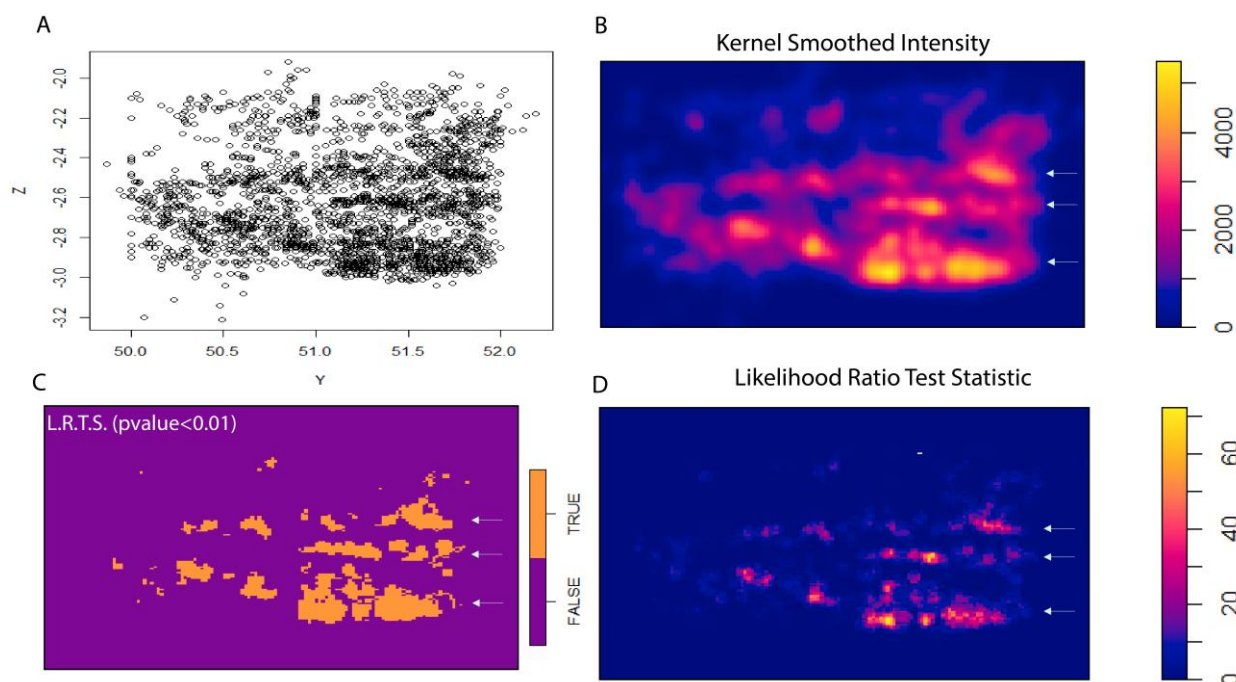 A
B
Kernel Smoothed Intensity
-2.0
-2.2
-2.4
-2.6
-2.8
-3.0
-3.2
Z
50.0 50.5 51.0 51.5 52.0
Y
4000
2000
0
C
L.R.T.S. (pvalue<0.01)
TRUE
FALSE
D
Likelihood Ratio Test Statistic
60
40
20
0